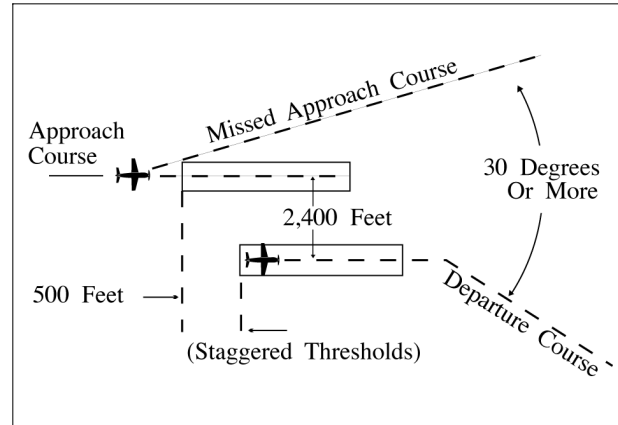 Missed Approach Course
Approach
Course
30 Degrees
Or More
2,400 Feet
500 Feet
Departure Course
(Staggered Thresholds)